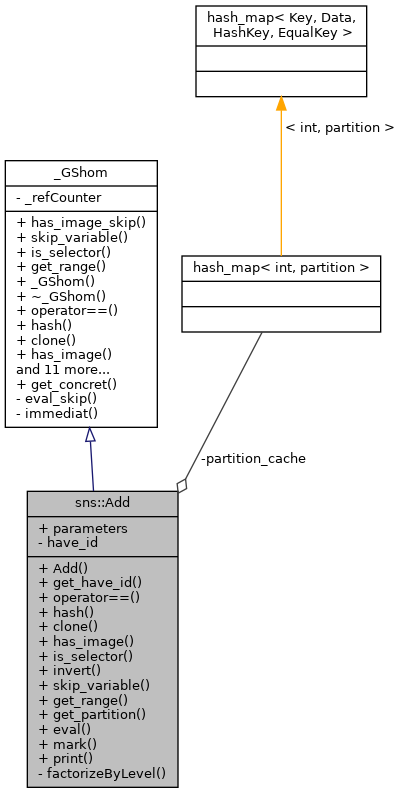 hash_map< Key, Data,
HashKey, EqualKey >
< int, partition >
_GShom
- _refCounter
+ has_image_skip()
+ skip_variable()
+ is_selector()
+ get_range()
+ _GShom()
+ ~_GShom()
+ operator==()
+ hash()
+ clone()
+ has_image()
and 11 more...
+ get_concret()
- eval_skip()
- immediat()
hash_map< int, partition >
-partition_cache
sns::Add
+ parameters
- have_id
+ Add()
+ get_have_id()
+ operator==()
+ hash()
+ clone()
+ has_image()
+ is_selector()
+ invert()
+ skip_variable()
+ get_range()
+ get_partition()
+ eval()
+ mark()
+ print()
- factorizeByLevel()